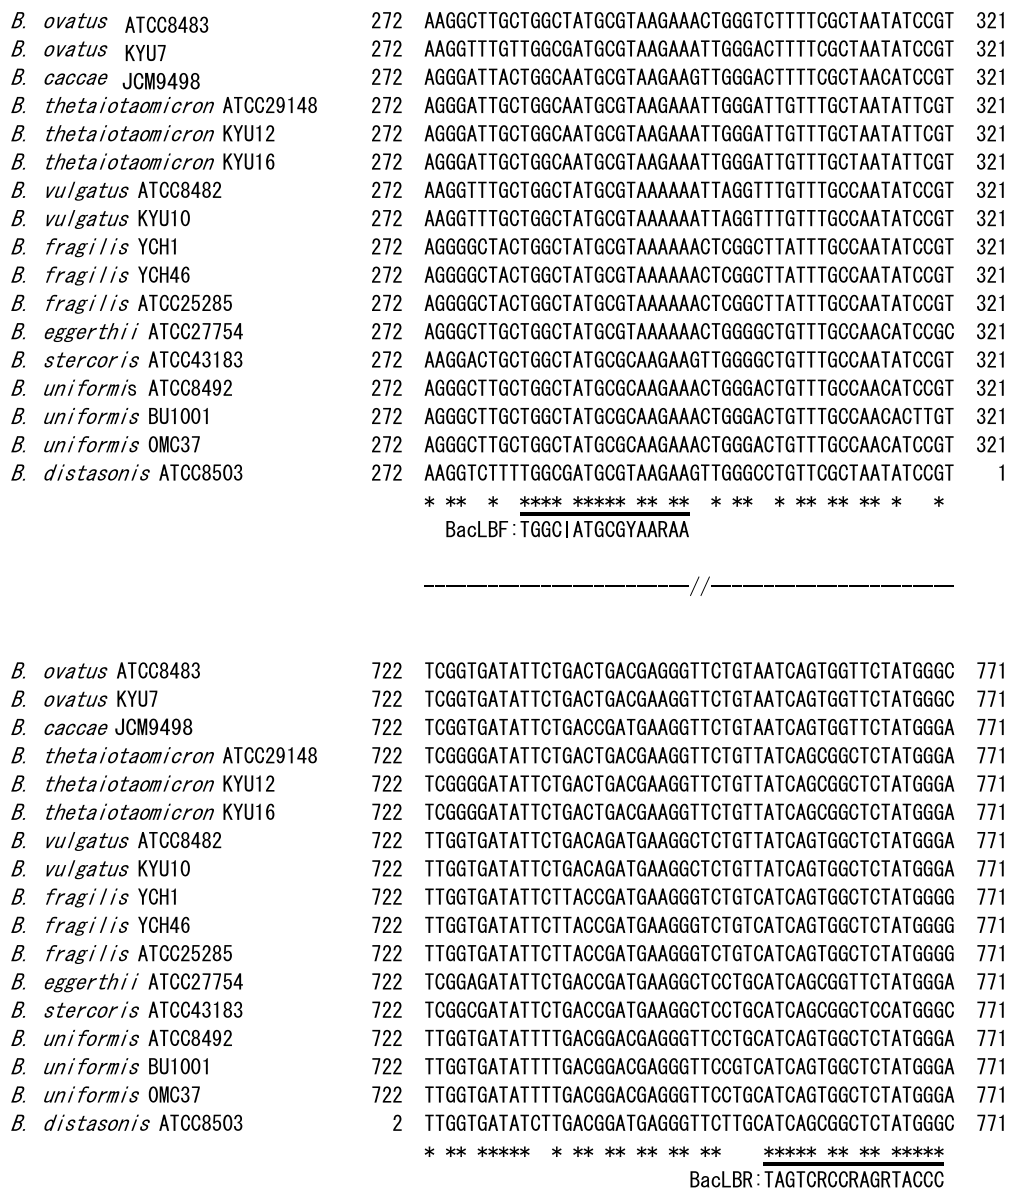 B. ovatus ATCC8483 272 AAGGCTTGCTGGCTATGCGTAAGAAACTGGGTCTTTTCGCTAATATCCGT 321
B. ovatus KYU7 272 AAGGTTTGTTGGCGATGCGTAAGAAATTGGGACTTTTCGCTAATATCCGT 321
B. caccae JCM9498 272 AGGGATTACTGGCAATGCGTAAGAAGTTGGGACTTTTCGCTAACATCCGT 321
B. thetaiotaomicron ATCC29148 272 AGGGATTGCTGGCAATGCGTAAGAAATTGGGATTGTTTGCTAATATTCGT 321
B. thetaiotaomicron KYU12 272 AGGGATTGCTGGCAATGCGTAAGAAATTGGGATTGTTTGCTAATATTCGT 321
B. thetaiotaomicron KYU16 272 AGGGATTGCTGGCAATGCGTAAGAAATTGGGATTGTTTGCTAATATTCGT 321
B. vulgatus ATCC8482 272 AAGGTTTGCTGGCTATGCGTAAAAAATTAGGTTTGTTTGCCAATATCCGT 321
B. vulgatus KYU10 272 AAGGTTTGCTGGCTATGCGTAAAAAATTAGGTTTGTTTGCCAATATCCGT 321
B. fragilis YCH1 272 AGGGGCTACTGGCTATGCGTAAAAAACTCGGCTTATTTGCCAATATCCGT 321
B. fragilis YCH46 272 AGGGGCTACTGGCTATGCGTAAAAAACTCGGCTTATTTGCCAATATCCGT 321
B. fragilis ATCC25285 272 AGGGGCTACTGGCTATGCGTAAAAAACTCGGCTTATTTGCCAATATCCGT 321
B. eggerthii ATCC27754 272 AGGGCTTGCTGGCTATGCGTAAAAAACTGGGGCTGTTTGCCAACATCCGC 321
B. stercoris ATCC43183 272 AAGGACTGCTGGCTATGCGCAAGAAGTTGGGGCTGTTTGCCAATATCCGT 321
B. uniformis ATCC8492 272 AGGGCTTGCTGGCTATGCGCAAGAAACTGGGACTGTTTGCCAACATCCGT 321
B. uniformis BU1001 272 AGGGCTTGCTGGCTATGCGCAAGAAACTGGGACTGTTTGCCAACACTTGT 321
B. uniformis OMC37 272 AGGGCTTGCTGGCTATGCGCAAGAAACTGGGACTGTTTGCCAACATCCGT 321
B. distasonis ATCC8503 272 AAGGTCTTTTGGCGATGCGTAAGAAGTTGGGCCTGTTCGCTAATATCCGT 1
* ** * **** ***** ** ** * ** * ** ** ** * *
BacLBF:TGGCIATGCGYAARAA
-------------------------//------------------------
B. ovatus ATCC8483 722 TCGGTGATATTCTGACTGACGAGGGTTCTGTAATCAGTGGTTCTATGGGC 771
B. ovatus KYU7 722 TCGGTGATATTCTGACTGACGAAGGTTCTGTAATCAGTGGTTCTATGGGC 771
B. caccae JCM9498 722 TCGGTGATATTCTGACCGATGAAGGTTCTGTAATCAGTGGTTCTATGGGA 771
B. thetaiotaomicron ATCC29148 722 TCGGGGATATTCTGACTGACGAAGGTTCTGTTATCAGCGGCTCTATGGGA 771
B. thetaiotaomicron KYU12 722 TCGGGGATATTCTGACTGACGAAGGTTCTGTTATCAGCGGCTCTATGGGA 771
B. thetaiotaomicron KYU16 722 TCGGGGATATTCTGACTGACGAAGGTTCTGTTATCAGCGGCTCTATGGGA 771
B. vulgatus ATCC8482 722 TTGGTGATATTCTGACAGATGAAGGCTCTGTTATCAGTGGCTCTATGGGA 771
B. vulgatus KYU10 722 TTGGTGATATTCTGACAGATGAAGGCTCTGTTATCAGTGGCTCTATGGGA 771
B. fragilis YCH1 722 TTGGTGATATTCTTACCGATGAAGGGTCTGTCATCAGTGGCTCTATGGGG 771
B. fragilis YCH46 722 TTGGTGATATTCTTACCGATGAAGGGTCTGTCATCAGTGGCTCTATGGGG 771
B. fragilis ATCC25285 722 TTGGTGATATTCTTACCGATGAAGGGTCTGTCATCAGTGGCTCTATGGGG 771
B. eggerthii ATCC27754 722 TCGGAGATATTCTGACCGATGAAGGCTCCTGCATCAGCGGTTCTATGGGA 771
B. stercoris ATCC43183 722 TCGGCGATATTCTGACCGATGAAGGCTCCTGCATCAGCGGCTCCATGGGC 771
B. uniformis ATCC8492 722 TTGGTGATATTTTGACGGACGAGGGTTCCTGCATCAGTGGCTCTATGGGA 771
B. uniformis BU1001 722 TTGGTGATATTTTGACGGACGAGGGTTCCGTCATCAGTGGCTCTATGGGA 771
B. uniformis OMC37 722 TTGGTGATATTTTGACGGACGAGGGTTCCTGCATCAGTGGCTCTATGGGA 771
B. distasonis ATCC8503 2 TTGGTGATATCTTGACGGATGAGGGTTCTTGCATCAGCGGCTCTATGGGC 771
* ** ***** * ** ** ** ** ** ***** ** ** *****
BacLBR:TAGTCRCCRAGRTACCC